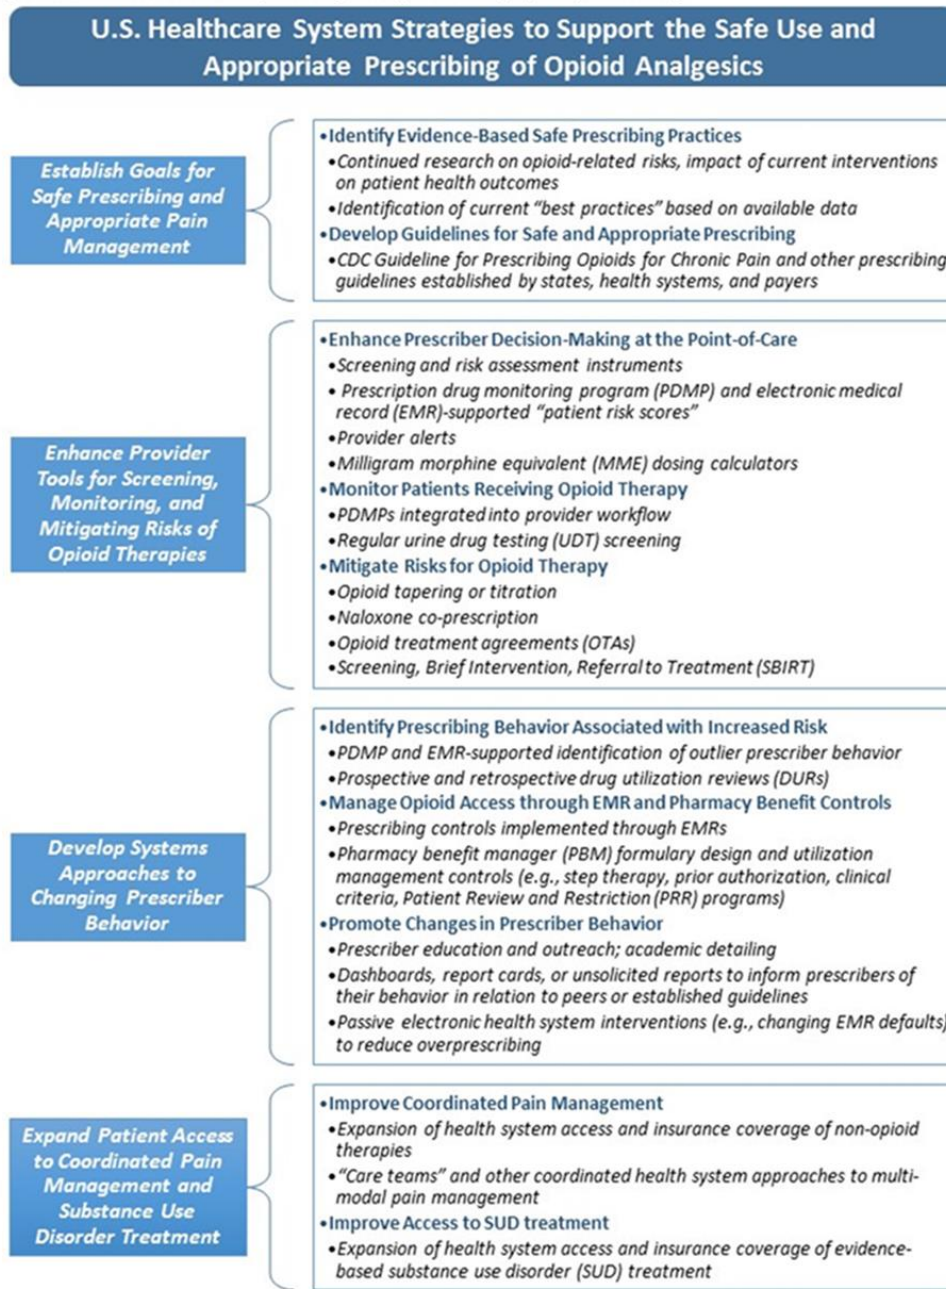 U.S. Healthcare System Strategies to Support the Safe Use and
Appropriate Prescribing of Opioid Analgesics
Establish Goals for
Safe Prescribing and
Appropriate Pain
Management
•Identify Evidence-Based Safe Prescribing Practices
•Continued research on opioid-related risks, impact of current interventions
on patient health outcomes
•Identification of current “best practices” based on available data
•Develop Guidelines for Safe and Appropriate Prescribing
•CDC Guideline for Prescribing Opioids for Chronic Pain and other prescribing
guidelines established by states, health systems, and payers
Enhance Provider
Tools for Screening,
Monitoring, and
Mitigating Risks of
Opioid Therapies
•Enhance Prescriber Decision-Making at the Point-of-Care
•Screening and risk assessment instruments
• Prescription drug monitoring program (PDMP) and electronic medical
record (EMR)-supported “patient risk scores”
•Provider alerts
•Milligram morphine equivalent (MME) dosing calculators
•Monitor Patients Receiving Opioid Therapy
•PDMPs integrated into provider workflow
•Regular urine drug testing (UDT) screening
•Mitigate Risks for Opioid Therapy
•Opioid tapering or titration
•Naloxone co-prescription
•Opioid treatment agreements (OTAs)
•Screening, Brief Intervention, Referral to Treatment (SBIRT)
Develop Systems
Approaches to
Changing Prescriber
Behavior
•Identify Prescribing Behavior Associated with Increased Risk
•PDMP and EMR-supported identification of outlier prescriber behavior
•Prospective and retrospective drug utilization reviews (DURs)
•Manage Opioid Access through EMR and Pharmacy Benefit Controls
•Prescribing controls implemented through EMRs
•Pharmacy benefit manager (PBM) formulary design and utilization
management controls (e.g., step therapy, prior authorization, clinical
criteria, Patient Review and Restriction (PRR) programs)
•Promote Changes in Prescriber Behavior
•Prescriber education and outreach; academic detailing
•Dashboards, report cards, or unsolicited reports to inform prescribers of
their behavior in relation to peers or established guidelines
•Passive electronic health system interventions (e.g., changing EMR defaults)
to reduce overprescribing
Expand Patient Access
to Coordinated Pain
Management and
Substance Use
Disorder Treatment
•Improve Coordinated Pain Management
•Expansion of health system access and insurance coverage of non-opioid
therapies
•“Care teams” and other coordinated health system approaches to multi-
modal pain management
•Improve Access to SUD treatment
•Expansion of health system access and insurance coverage of evidence-
based substance use disorder (SUD) treatment